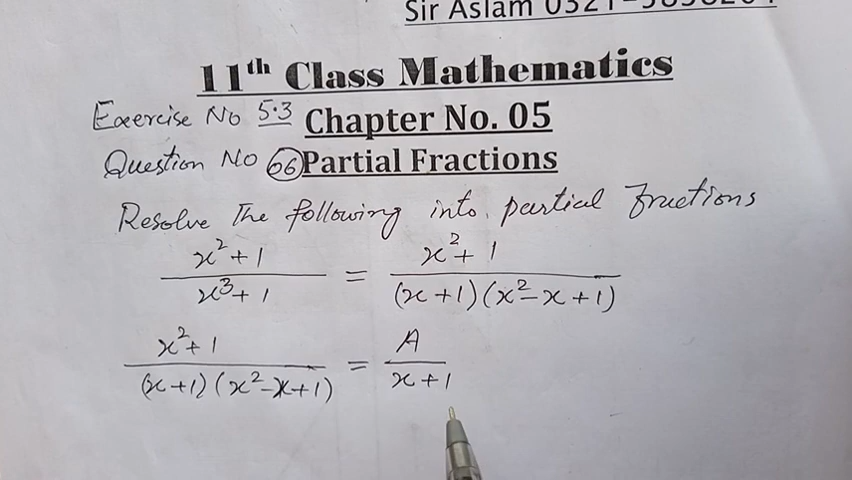 Sir Aslam
11th Class Mathematics
Exercise No 5.3 Chapter No. 05
Question No 06 Partial Fractions
Resolve The following into partial fractions
x²+1 / x³+1 = x²+1 / (x+1)(x²-x+1)
x²+1 / (x+1)(x²-x+1) = A / x+1